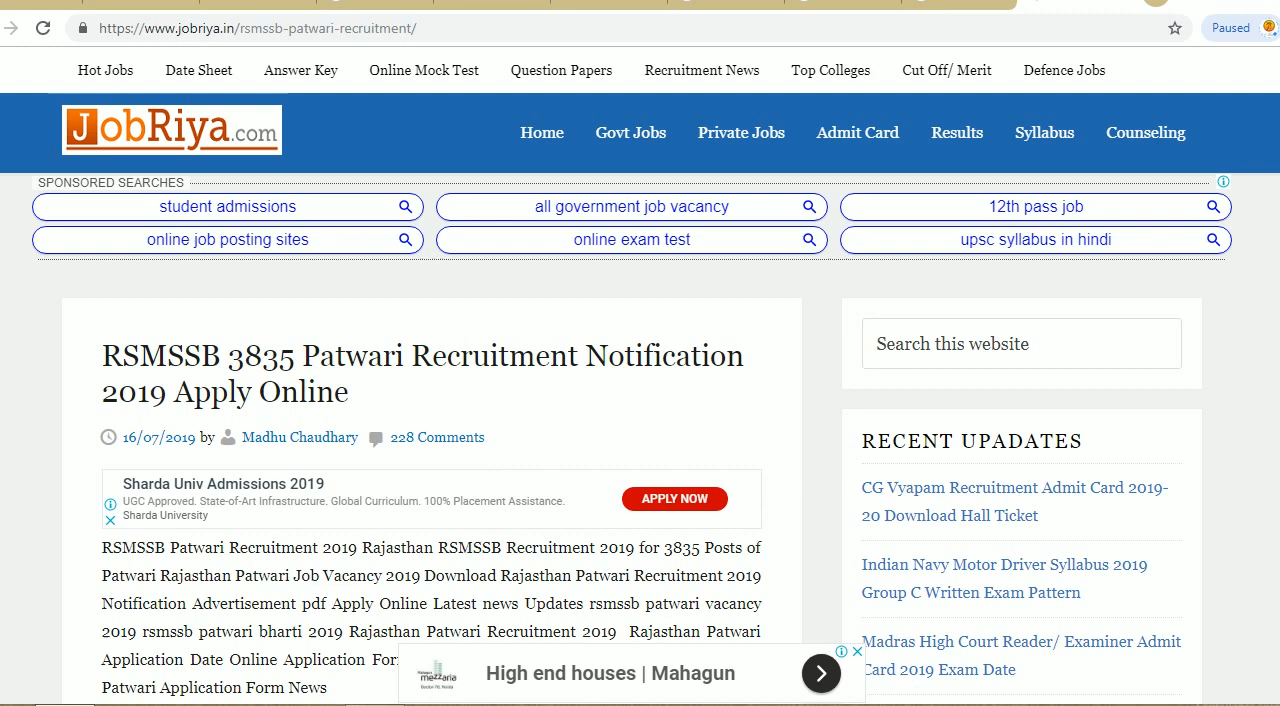 https://www.jobriya.in/rsmssb-patwari-recruitment/
Paused
Hot Jobs Date Sheet Answer Key Online Mock Test Question Papers Recruitment News Top Colleges Cut Off/ Merit Defence Jobs
JobRiya.com
Home Govt Jobs Private Jobs Admit Card Results Syllabus Counseling
SPONSORED SEARCHES
student admissions all government job vacancy 12th pass job
online job posting sites online exam test upsc syllabus in hindi
RSMSSB 3835 Patwari Recruitment Notification
2019 Apply Online
16/07/2019 by Madhu Chaudhary 228 Comments
Sharda Univ Admissions 2019
UGC Approved. State-of-Art Infrastructure. Global Curriculum. 100% Placement Assistance.
Sharda University
APPLY NOW
RSMSSB Patwari Recruitment 2019 Rajasthan RSMSSB Recruitment 2019 for 3835 Posts of
Patwari Rajasthan Patwari Job Vacancy 2019 Download Rajasthan Patwari Recruitment 2019
Notification Advertisement pdf Apply Online Latest news Updates rsmssb patwari vacancy
2019 rsmssb patwari bharti 2019 Rajasthan Patwari Recruitment 2019 Rajasthan Patwari
Application Date Online Application For
Patwari Application Form News
High end houses | Mahagun
Search this website
RECENT UPADATES
CG Vyapam Recruitment Admit Card 2019-
20 Download Hall Ticket
Indian Navy Motor Driver Syllabus 2019
Group C Written Exam Pattern
Madras High Court Reader/ Examiner Admit
Card 2019 Exam Date